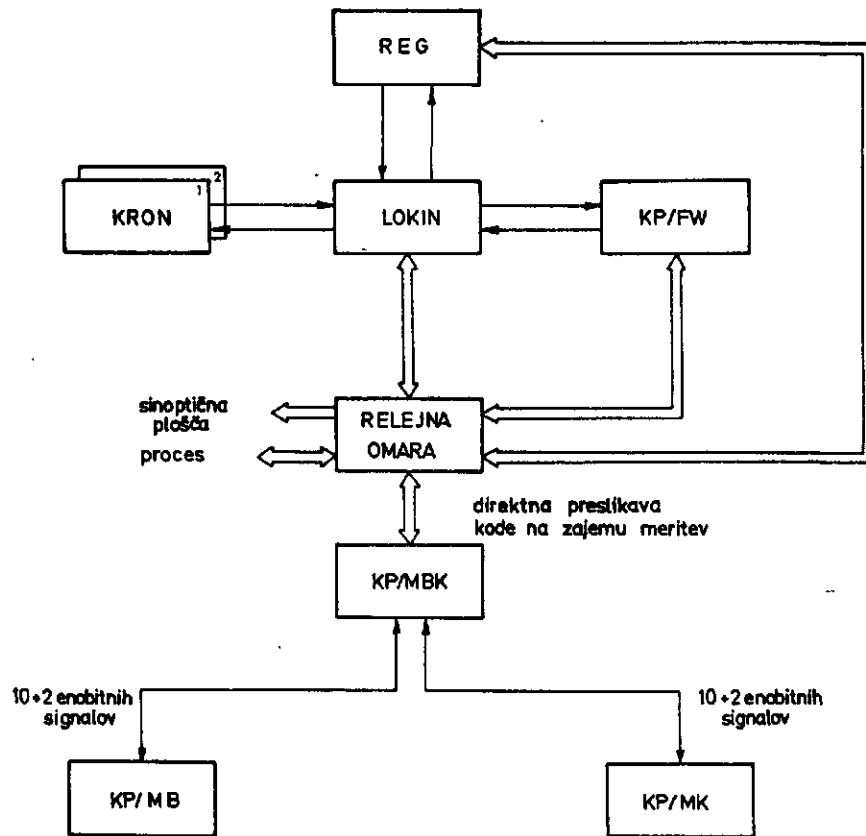 REG
2
1
KRON
LOKIN
KP/FW
sinoptična
plošča
proces
RELEJNA
OMARA
direktna preslikava
kode na zajemu meritev
KP/MBK
10+2 enobitnih
signalov
10+2 enobitnih
signalov
KP/MB
KP/MK